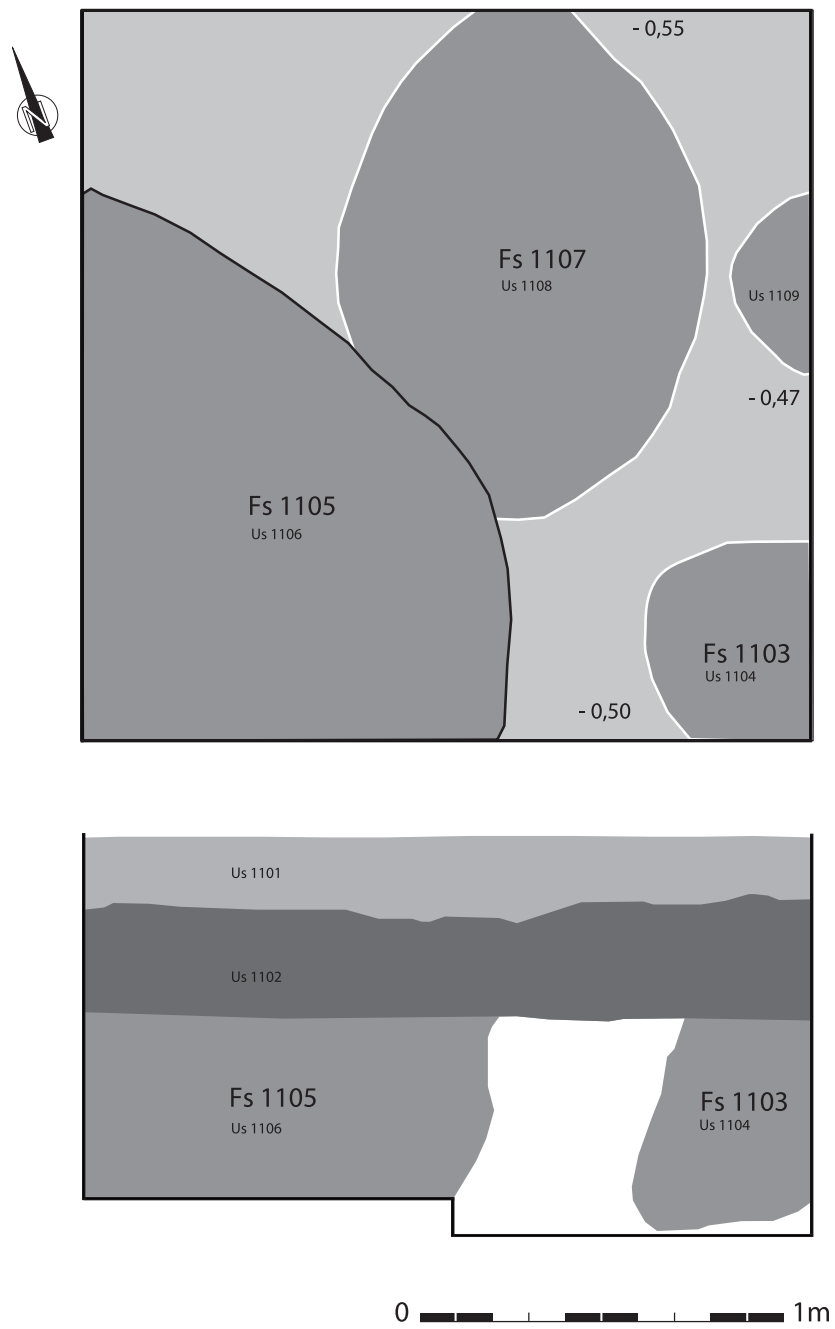 - 0,55
N
Fs 1107
Us 1108
Us 1109
- 0,47
Fs 1105
Us 1106
Fs 1103
Us 1104
- 0,50
Us 1101
Us 1102
Fs 1105
Us 1106
Fs 1103
Us 1104
0 1m